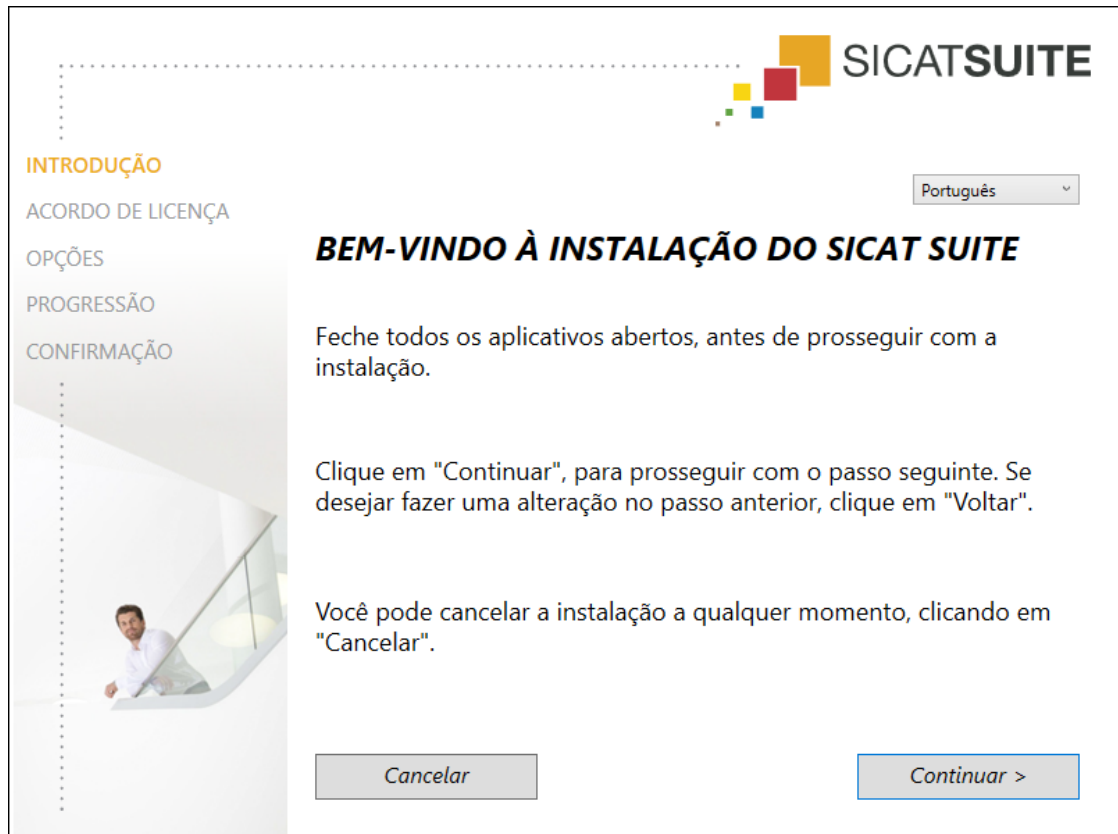 SICATSUITE
INTRODUÇÃO
ACORDO DE LICENÇA
OPÇÕES
PROGRESSÃO
CONFIRMAÇÃO
Português
BEM-VINDO À INSTALAÇÃO DO SICAT SUITE
Feche todos os aplicativos abertos, antes de prosseguir com a
instalação.
Clique em "Continuar", para prosseguir com o passo seguinte. Se
desejar fazer uma alteração no passo anterior, clique em "Voltar".
Você pode cancelar a instalação a qualquer momento, clicando em
"Cancelar".
Cancelar
Continuar >